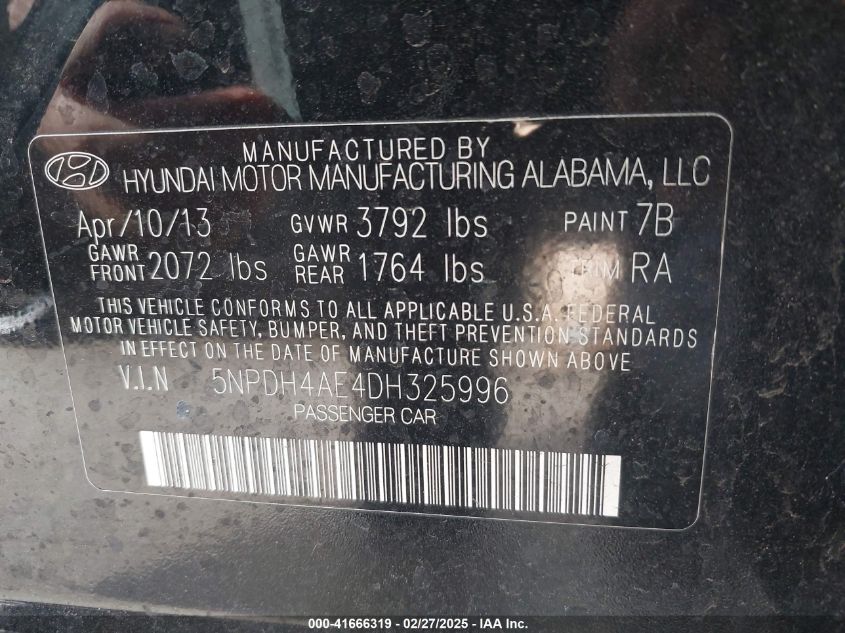 MANUFACTURED BY
HYUNDAI MOTOR MANUFACTURING ALABAMA, LLC
Apr/10/13 GVWR 3792 lbs PAINT 7B
GAWR FRONT 2072 lbs GAWR REAR 1764 lbs TRIM RA
THIS VEHICLE CONFORMS TO ALL APPLICABLE U.S.A. FEDERAL
MOTOR VEHICLE SAFETY, BUMPER, AND THEFT PREVENTION STANDARDS
IN EFFECT ON THE DATE OF MANUFACTURE SHOWN ABOVE
V.I.N 5NPDH4AE4DH325996
PASSENGER CAR
000-41666319 / 02/27/2025 - IAA Inc.